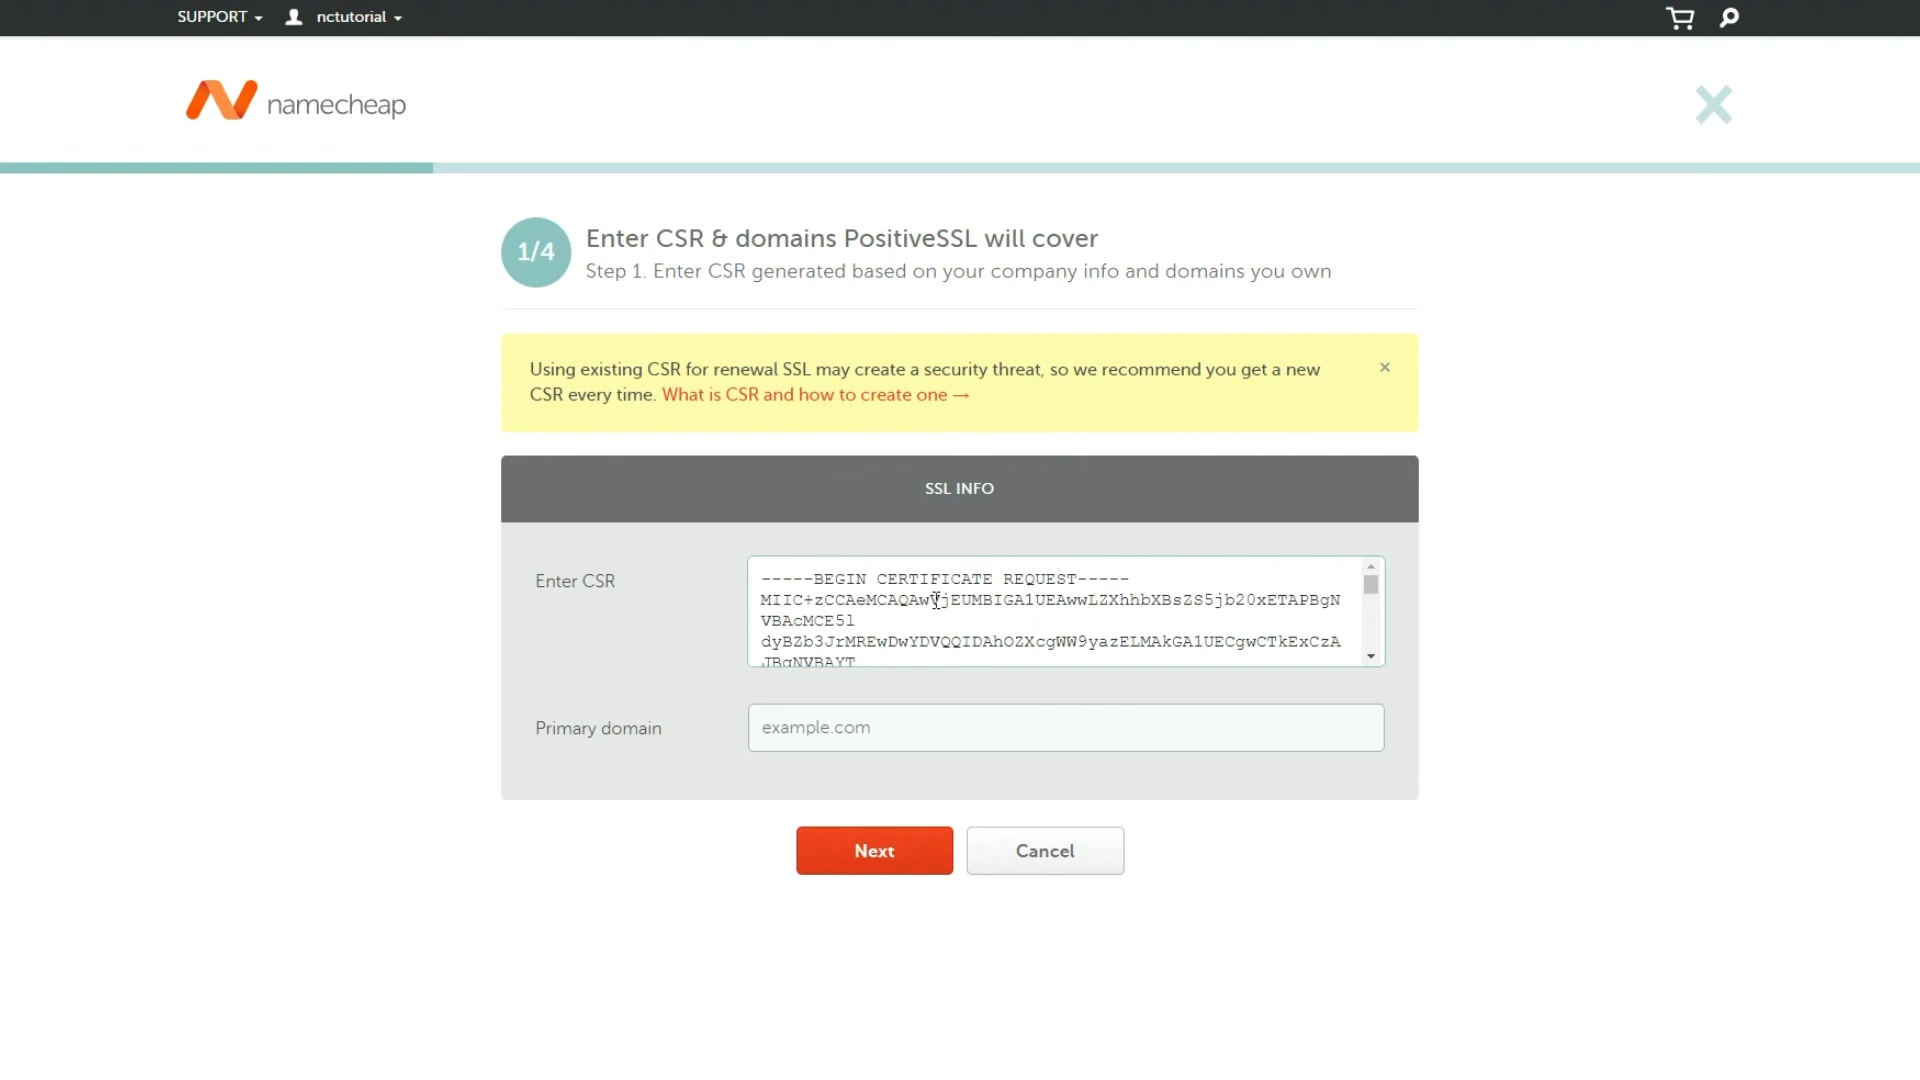 SUPPORT
nctutorial
namecheap
1/4
Enter CSR & domains PositiveSSL will cover
Step 1. Enter CSR generated based on your company info and domains you own
Using existing CSR for renewal SSL may create a security threat, so we recommend you get a new
CSR every time. What is CSR and how to create one →
SSL INFO
Enter CSR
-----BEGIN CERTIFICATE REQUEST-----
MIIC+zCCAeMCAQAwVjEUMBIGA1UEAwwLZXhhbXBsZS5jb20xETAPBgN
VBAcMCE5l
dyBZb3JrMREwDwYDVQQIDAhOZXcgWW9yazELMAkGA1UECgwCTkExCzA
JBgNVBAYT
Primary domain
example.com
Next
Cancel